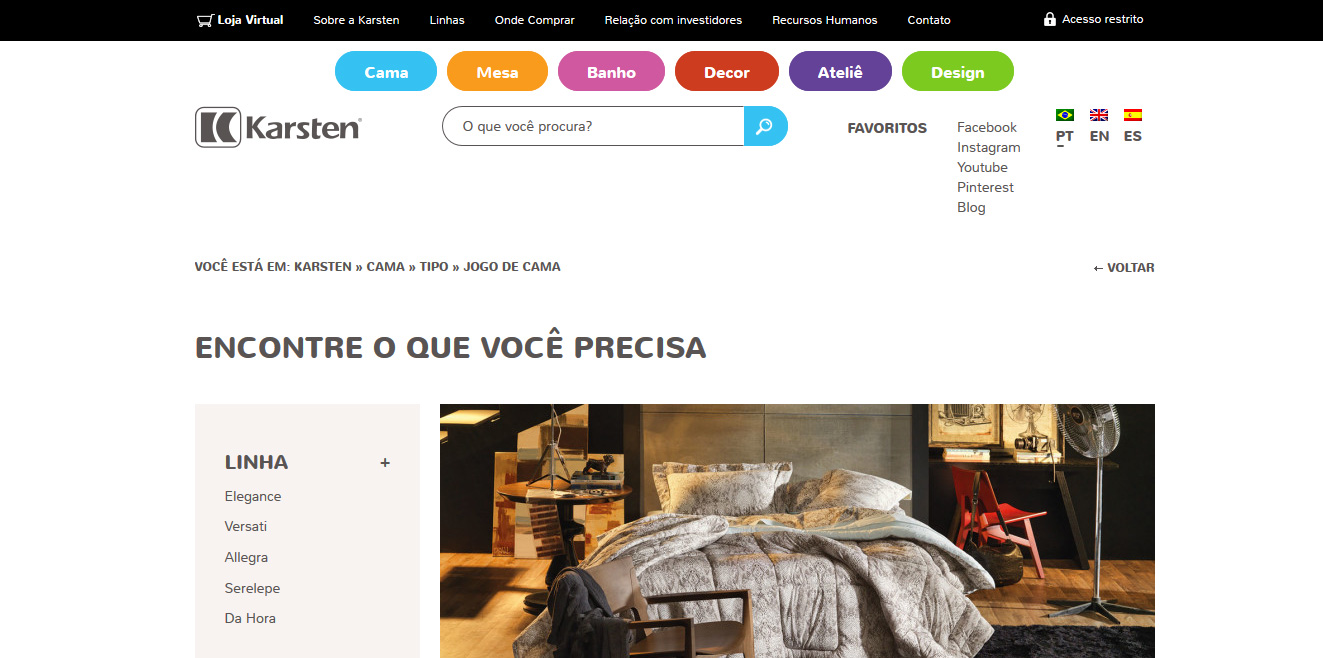 Loja Virtual Sobre a Karsten Linhas Onde Comprar Relação com investidores Recursos Humanos Contato Acesso restrito
Cama Mesa Banho Decor Ateliê Design
Karsten®
O que você procura?
FAVORITOS
Facebook
Instagram
Youtube
Pinterest
Blog
PT EN ES
VOCÊ ESTÁ EM: KARSTEN » CAMA » TIPO » JOGO DE CAMA
← VOLTAR
ENCONTRE O QUE VOCÊ PRECISA
LINHA +
Elegance
Versati
Allegra
Serelepe
Da Hora